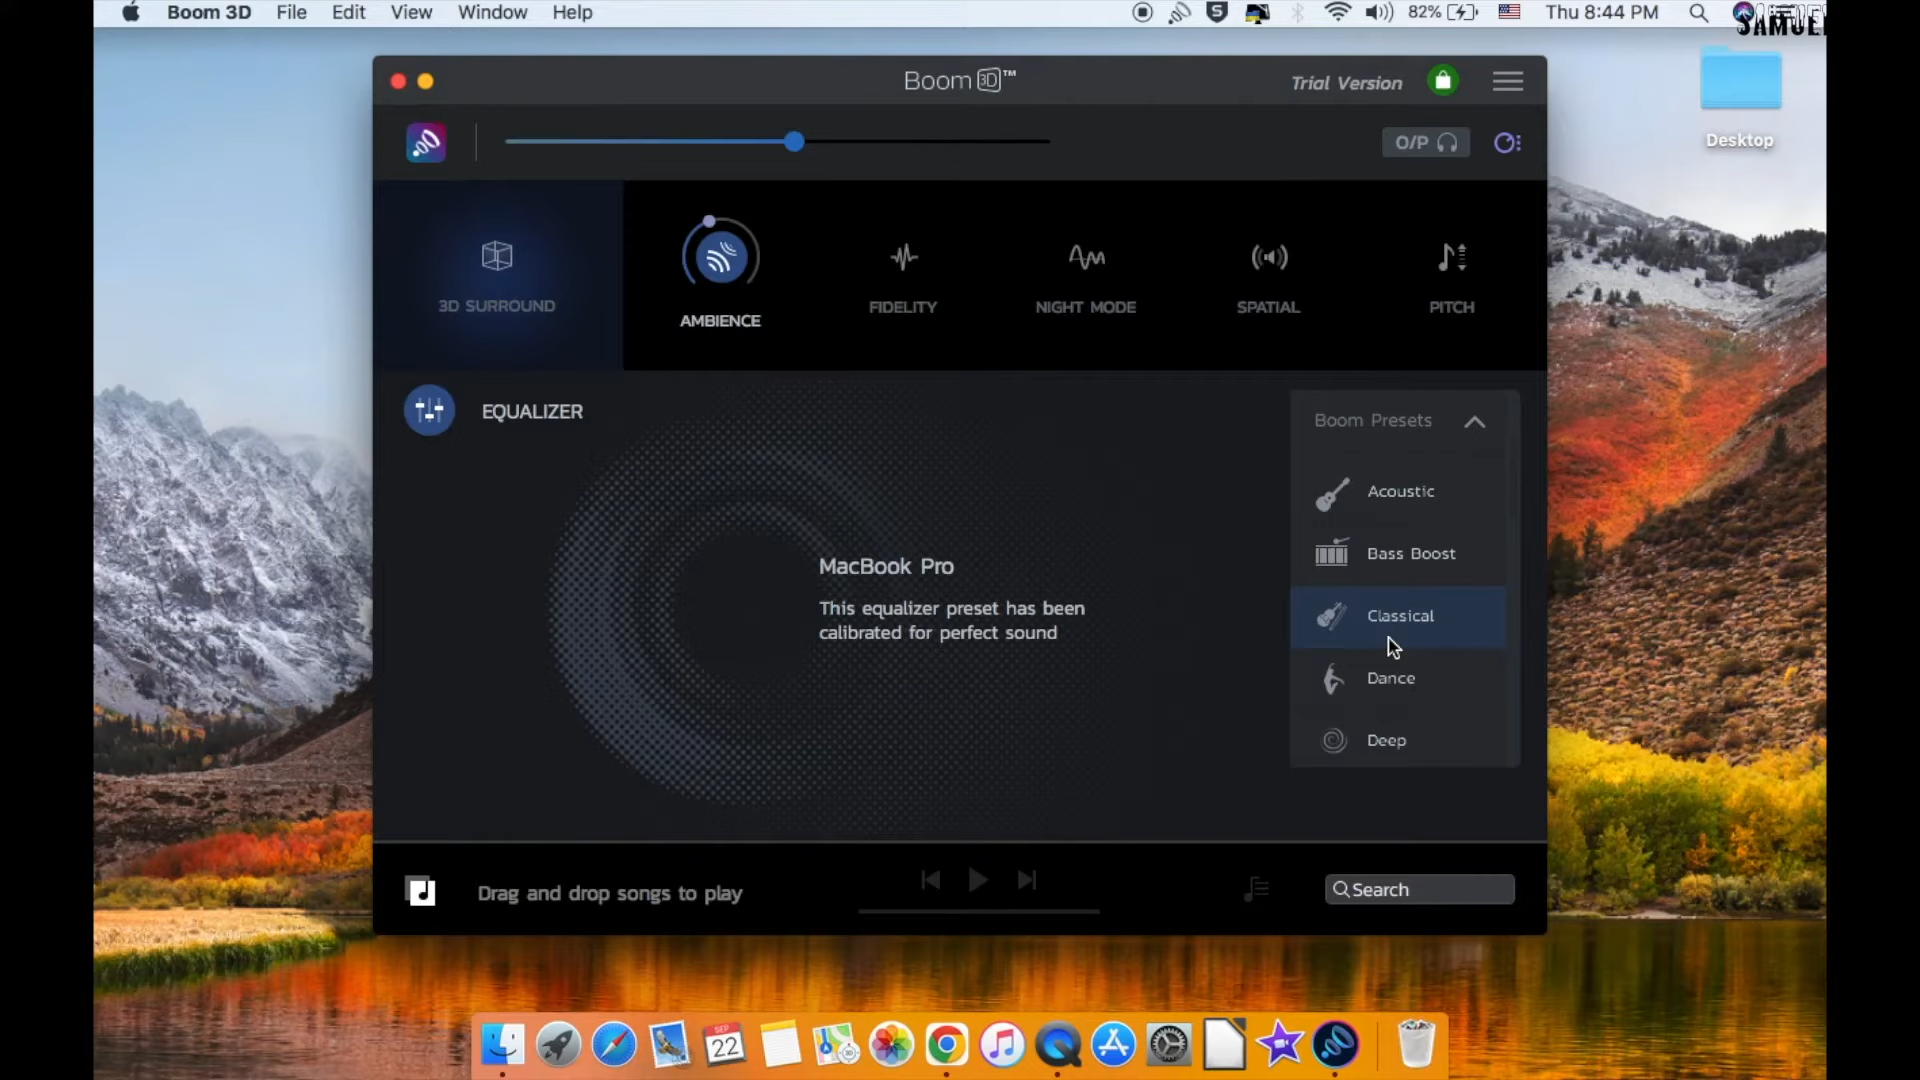 Boom 3D File Edit View Window Help
82% Thu 8:44 PM
SAMUEL
Boom 3D™
Trial Version
Desktop
O/P
3D SURROUND
AMBIENCE
FIDELITY
NIGHT MODE
SPATIAL
PITCH
EQUALIZER
Boom Presets
Acoustic
Bass Boost
Classical
Dance
Deep
MacBook Pro
This equalizer preset has been
calibrated for perfect sound
Drag and drop songs to play
Search
SEP
22